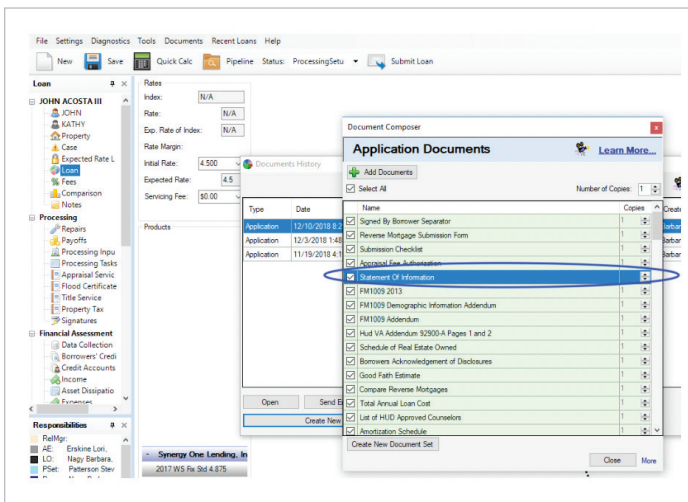 File Settings Diagnostics Tools Documents Recent Loans Help
New Save Quick Calc Pipeline Status: ProcessingSetu Submit Loan
Loan
JOHN ACOSTA III
JOHN
KATHY
Property
Case
Expected Rate L
Loan
Fees
Comparison
Notes
Processing
Repairs
Payoffs
Processing Inpu
Processing Tasks
Appraisal Servic
Flood Certificate
Title Service
Property Tax
Signatures
Financial Assessment
Data Collection
Borrowers' Credi
Credit Accounts
Income
Asset Dissipatio
Expenses
Responsibilities
RelMgr:
AE: Erskine Lori.
LO: Nagy Barbara.
PSet: Patterson Stev
Rates
Index: N/A
Rate: N/A
Exp. Rate of Index: N/A
Rate Margin:
Initial Rate: 4.500
Expected Rate: 4.5
Servicing Fee: $0.00
Products
- Synergy One Lending, In
2017 WS Fix Std 4.875
Documents History
Type Date
Application 12/10/2018 8:2
Application 12/3/2018 1:48
Application 11/19/2018 4:1
Open Send E
Create New
Document Composer
Application Documents Learn More...
Add Documents
Select All Number of Copies: 1
Name Copies
Signed By Borrower Separator 1
Reverse Mortgage Submission Form 1
Submission Checklist 1
Appraisal Fee Authorization 1
Statement Of Information 1
FM1009 2013 1
FM1009 Demographic Information Addendum 1
FM1009 Addendum 1
Hud VA Addendum 92900-A Pages 1 and 2 1
Schedule of Real Estate Owned 1
Borrowers Acknowledgement of Disclosures 1
Good Faith Estimate 1
Compare Reverse Mortgages 1
Total Annual Loan Cost 1
List of HUD Approved Counselors 1
Amortization Schedule 1
Create New Document Set
Close More
Create
Barbar
Barbar